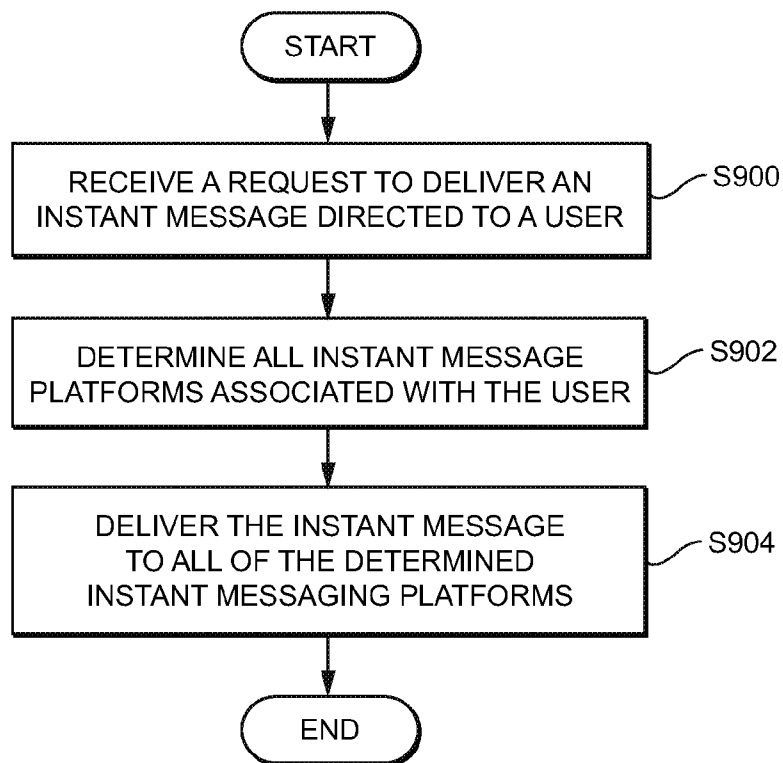 START
RECEIVE A REQUEST TO DELIVER AN
INSTANT MESSAGE DIRECTED TO A USER
S900
DETERMINE ALL INSTANT MESSAGE
PLATFORMS ASSOCIATED WITH THE USER
S902
DELIVER THE INSTANT MESSAGE
TO ALL OF THE DETERMINED
INSTANT MESSAGING PLATFORMS
S904
END